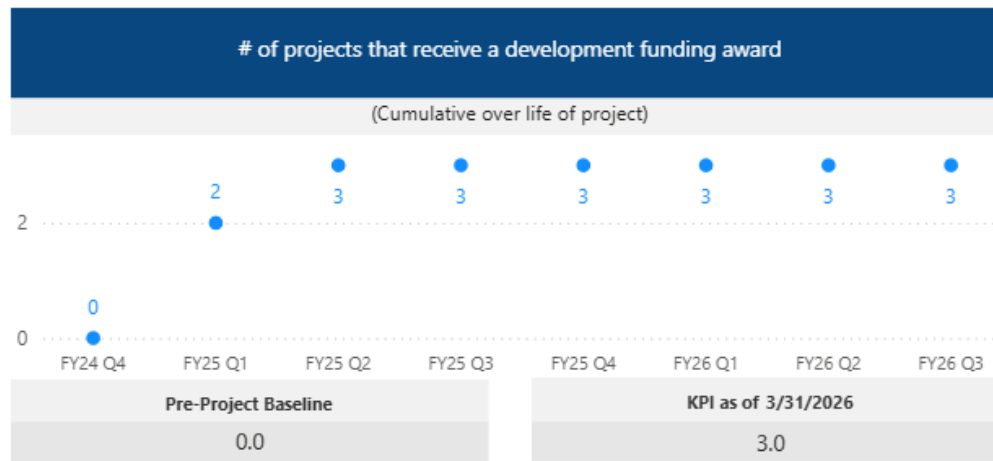 # of projects that receive a development funding award
(Cumulative over life of project)
2 3 3 3 3 3 3
2
0
0
FY24 Q4 FY25 Q1 FY25 Q2 FY25 Q3 FY25 Q4 FY26 Q1 FY26 Q2 FY26 Q3
Pre-Project Baseline KPI as of 3/31/2026
0.0 3.0